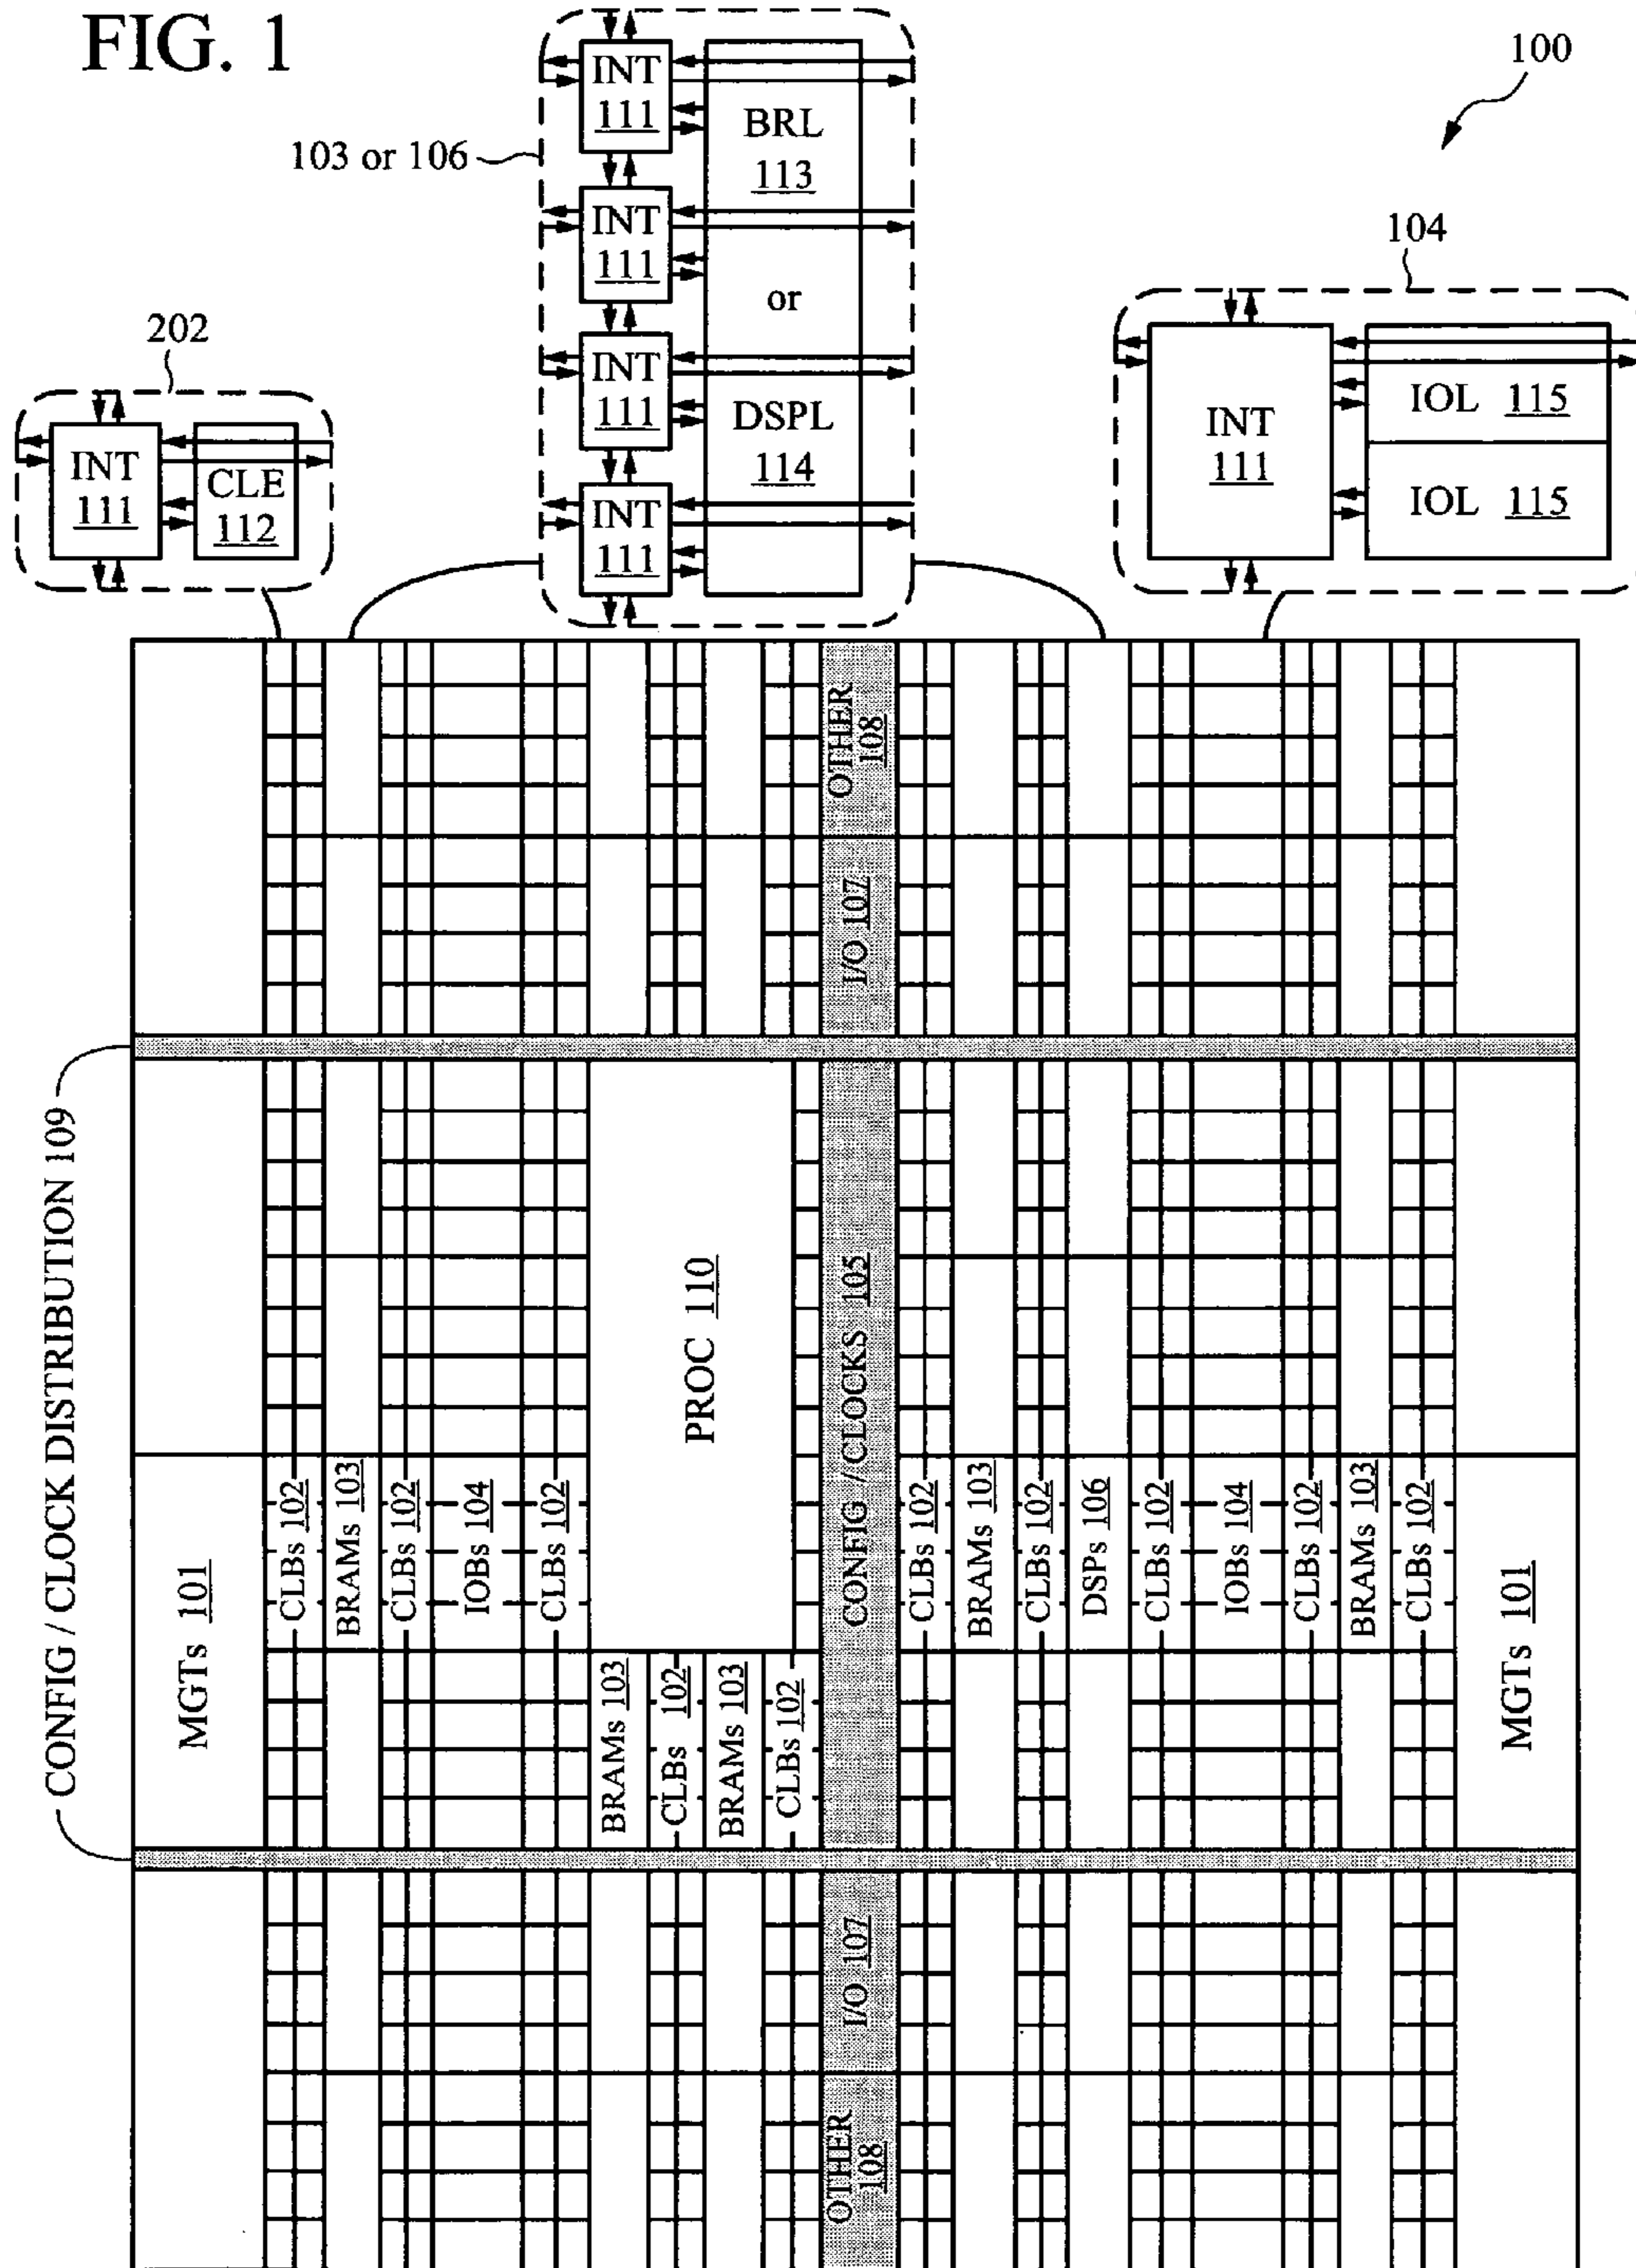 FIG. 1
100
103 or 106
INT
111
INT
111
INT
111
INT
111
BRL
113
or
DSPL
114
104
INT
111
IOL 115
IOL 115
202
INT
111
CLE
112
OTHER
108
I/O 107
CONFIG / CLOCK DISTRIBUTION 109
PROC 110
CONFIG / CLOCKS 105
MGTs 101
CLBs 102
BRAMs 103
CLBs 102
IOBs 104
CLBs 102
BRAMs 103
CLBs 102
BRAMs 103
CLBs 102
CLBs 102
BRAMs 103
CLBs 102
DSPs 106
CLBs 102
IOBs 104
CLBs 102
BRAMs 103
CLBs 102
MGTs 101
I/O 107
OTHER
108